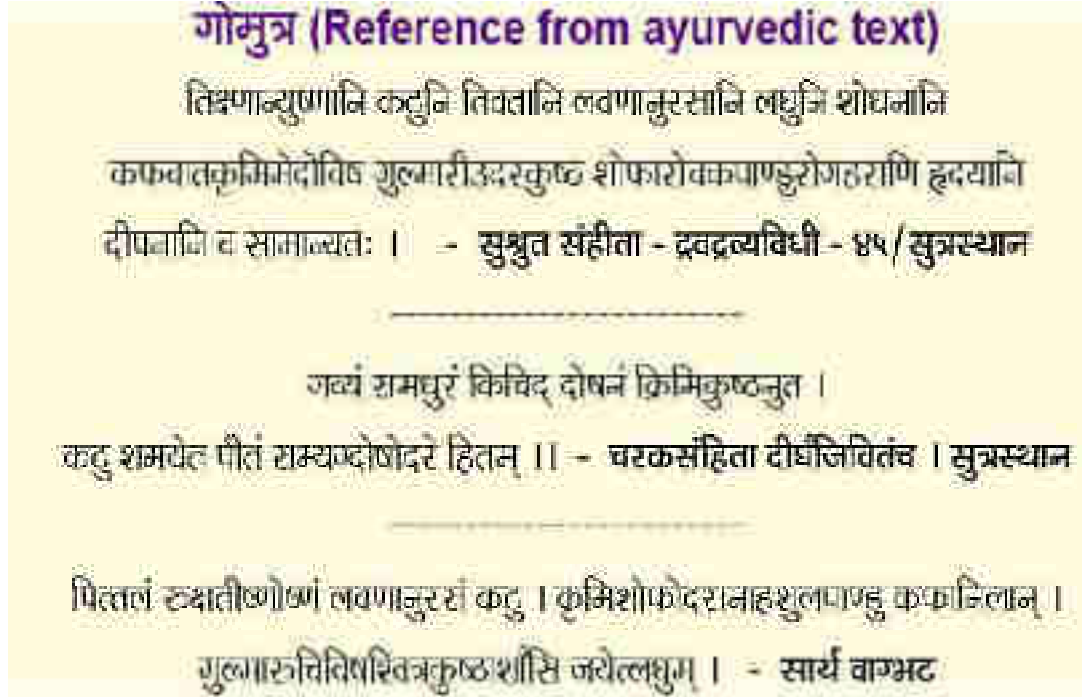 गोमुत्र (Reference from ayurvedic text)
तिक्ष्णान्युष्णानि कटुनि तिक्तानि लवणानुरसानि लघुनि शोधनानि
कफवातकृमिमेदोविष गुल्मार्शउदरकुष्ठ शोफारोचकपाण्डुरोगहराणि हृदयानि
दीपनानि च सामान्यतः । - सुश्रुत संहीता - द्रवद्रव्यविधी - ४५/सुत्रस्थान
गव्यं समधुरं किंचिद् दोषनं क्रिमिकुष्ठनुत ।
कटु शमयेत पीतं सम्यग्दोषोदरे हितम् ।। - चरकसंहिता दीर्घंजिवितंच । सुत्रस्थान
पित्तलं रुक्षतीष्णोष्णं लवणानुरसं कटु । कृमिशोफोदरानाहशुलपाण्डु कफानिलान् ।
गुल्मारुचिविषश्वित्रकुष्ठार्शांसि जयेत्लघुम् । - सार्थ वाग्भट